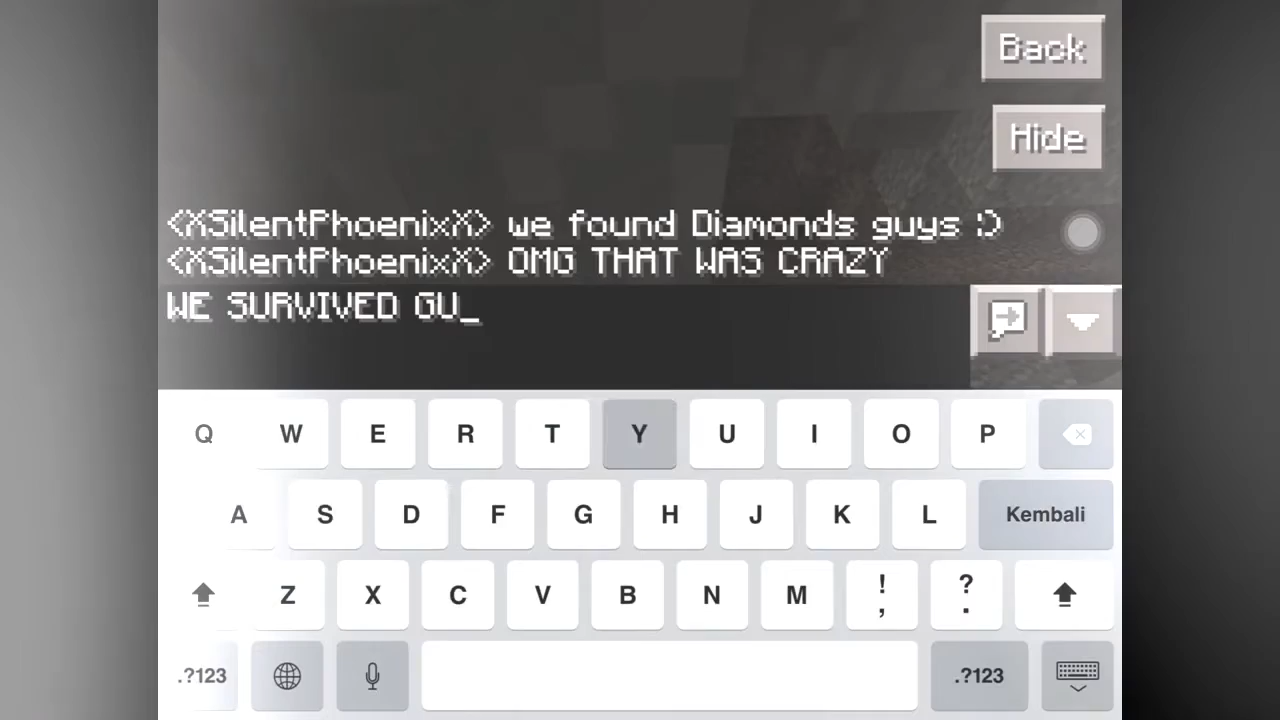 Back
Hide
<XSilentPhoenixX> we found Diamonds guys :)
<XSilentPhoenixX> OMG THAT WAS CRAZY
WE SURVIVED GU_
Q W E R T Y U I O P
A S D F G H J K L Kembali
Z X C V B N M ! , ? .
.?123 .?123